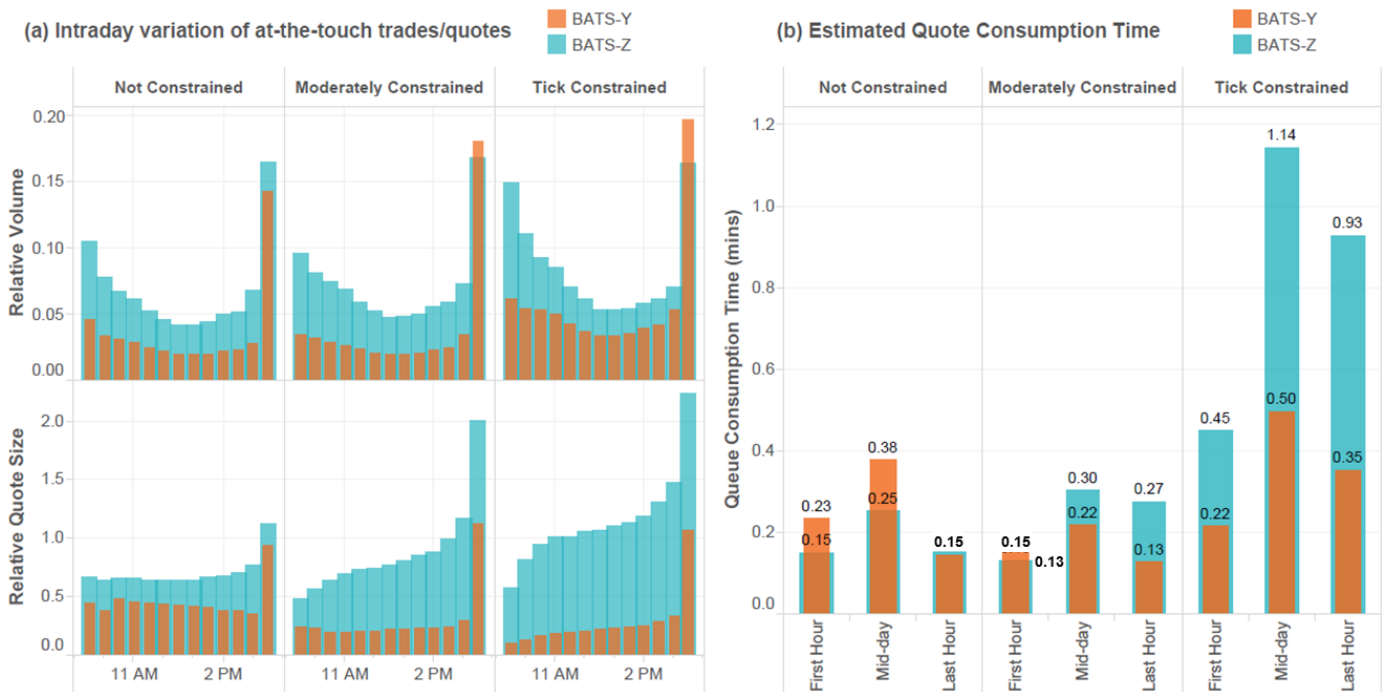 (a) Intraday variation of at-the-touch trades/quotes
BATS-Y
BATS-Z
Not Constrained
Moderately Constrained
Tick Constrained
Relative Volume
0.20
0.15
0.10
0.05
0.00
Relative Quote Size
2.0
1.5
1.0
0.5
0.0
11 AM
2 PM
11 AM
2 PM
11 AM
2 PM
(b) Estimated Quote Consumption Time
BATS-Y
BATS-Z
Not Constrained
Moderately Constrained
Tick Constrained
Queue Consumption Time (mins)
1.2
1.0
0.8
0.6
0.4
0.2
0.0
0.23
0.15
0.38
0.25
0.15
0.15
0.13
0.30
0.22
0.27
0.13
0.45
0.22
1.14
0.50
0.93
0.35
First Hour
Mid-day
Last Hour
First Hour
Mid-day
Last Hour
First Hour
Mid-day
Last Hour